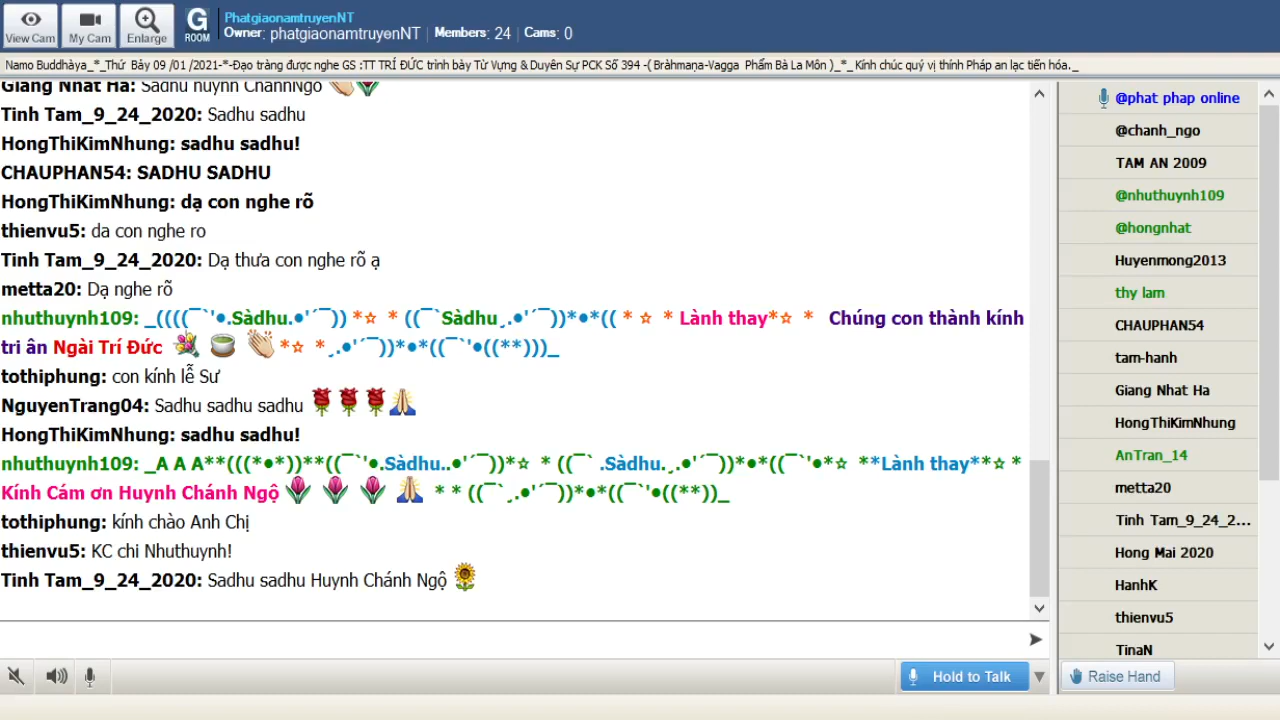 View Cam
My Cam
Enlarge
G
ROOM
PhatgiaonamtruyenNT
Owner: phatgiaonamtruyenNT | Members: 24 | Cams: 0
Namo Buddhàya_*_Thứ Bảy 09 /01 /2021-*-Đạo tràng được nghe GS :TT TRÍ ĐỨC trình bày Từ Vựng & Duyên Sự PCK Số 394 -( Bràhmaṇa-Vagga Phẩm Bà La Môn )_*_ Kính chúc quý vị thính Pháp an lạc tiến hóa._
Giang Nhat Ha: Sadhu huynh ChanhNgo
Tinh Tam_9_24_2020: Sadhu sadhu
HongThiKimNhung: sadhu sadhu!
CHAUPHAN54: SADHU SADHU
HongThiKimNhung: dạ con nghe rõ
thienvu5: da con nghe ro
Tinh Tam_9_24_2020: Dạ thưa con nghe rõ ạ
metta20: Dạ nghe rõ
nhuthuynh109: _((((¯`'•.Sàdhu.•'´¯)) *☆ * ((¯`Sàdhu¸.•'´¯))*•*(( * ☆ * Lành thay*☆ * Chúng con thành kính
tri ân Ngài Trí Đức *☆ *¸.•'´¯))*•*((¯`'•((**)))_
tothiphung: con kính lễ Sư
NguyenTrang04: Sadhu sadhu sadhu
HongThiKimNhung: sadhu sadhu!
nhuthuynh109: _A A A**(((*•*))**((¯`'•.Sàdhu..•'´¯))*☆ * ((¯` .Sàdhu.¸.•'´¯))*•*((¯`'•*☆ **Lành thay**☆ *
Kính Cám ơn Huynh Chánh Ngộ * * ((¯`¸.•'´¯))*•*((¯`'•((**))_
tothiphung: kính chào Anh Chị
thienvu5: KC chi Nhuthuynh!
Tinh Tam_9_24_2020: Sadhu sadhu Huynh Chánh Ngộ
Hold to Talk
@phat phap online
@chanh_ngo
TAM AN 2009
@nhuthuynh109
@hongnhat
Huyenmong2013
thy lam
CHAUPHAN54
tam-hanh
Giang Nhat Ha
HongThiKimNhung
AnTran_14
metta20
Tinh Tam_9_24_2...
Hong Mai 2020
HanhK
thienvu5
TinaN
Raise Hand